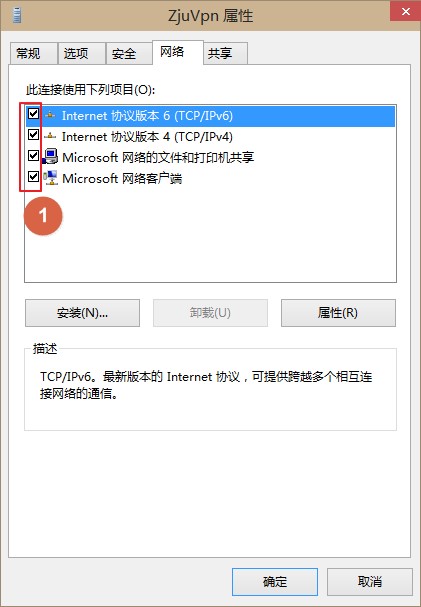 ZjuVpn 属性
常规 选项 安全 网络 共享
此连接使用下列项目(O):
Internet 协议版本 6 (TCP/IPv6)
Internet 协议版本 4 (TCP/IPv4)
Microsoft 网络的文件和打印机共享
Microsoft 网络客户端
1
安装(N)... 卸载(U) 属性(R)
描述
TCP/IPv6。最新版本的 Internet 协议，可提供跨越多个相互连
接网络的通信。
确定 取消